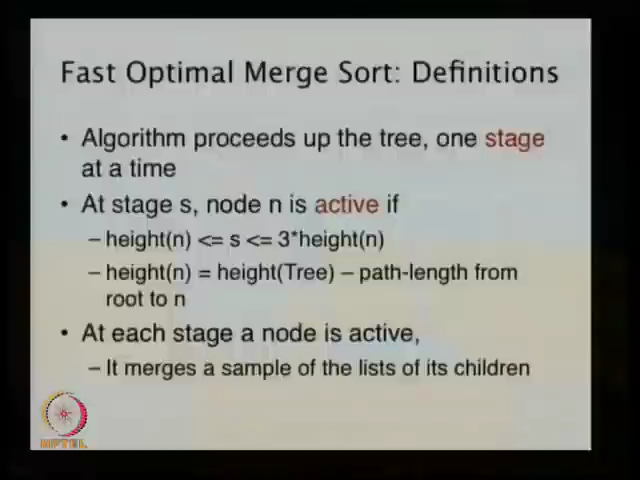 Fast Optimal Merge Sort: Definitions
• Algorithm proceeds up the tree, one stage
at a time
• At stage s, node n is active if
– height(n) <= s <= 3*height(n)
– height(n) = height(Tree) – path-length from
root to n
• At each stage a node is active,
– It merges a sample of the lists of its children
NPTEL